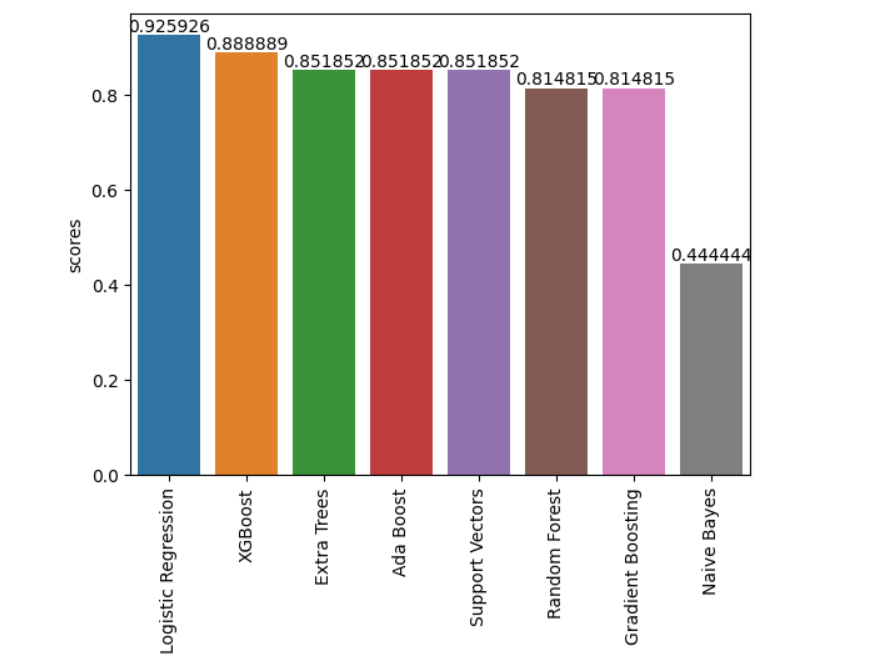 0.925926
0.888889
0.851852
0.851852
0.851852
0.814815
0.814815
0.444444
0.8
0.6
0.4
0.2
0.0
scores
Logistic Regression
XGBoost
Extra Trees
Ada Boost
Support Vectors
Random Forest
Gradient Boosting
Naive Bayes